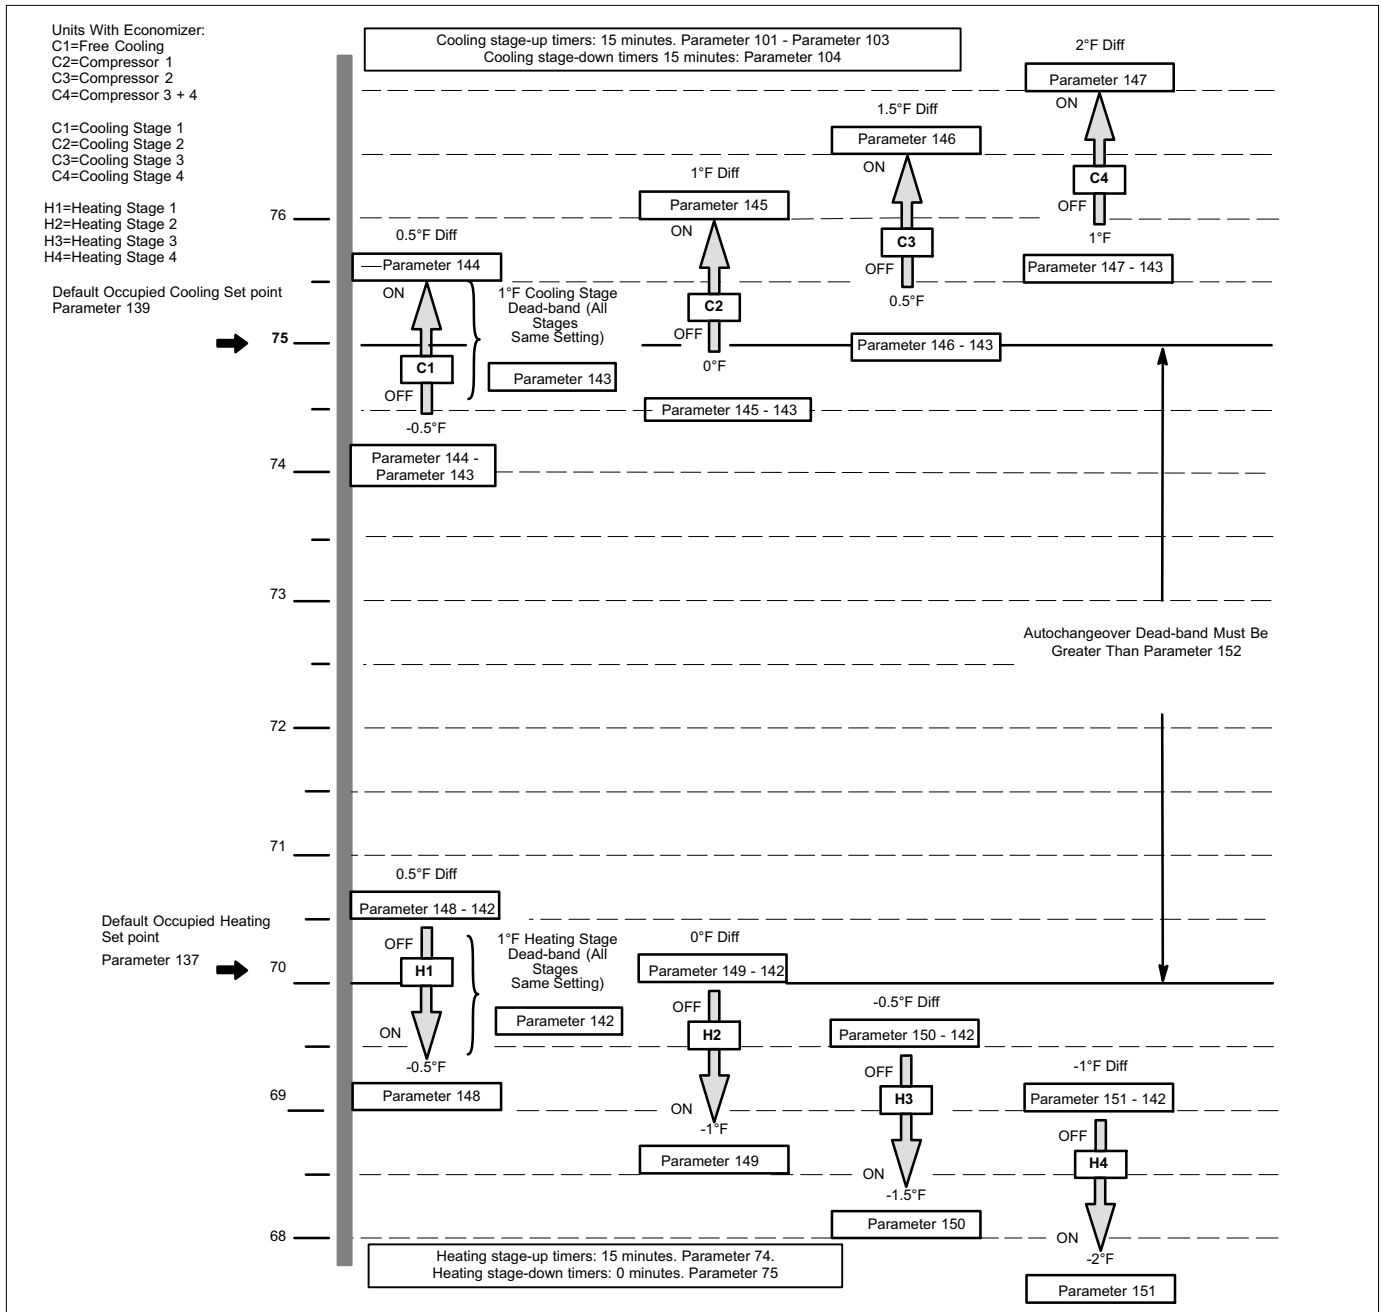 Units With Economizer:
C1=Free Cooling
C2=Compressor 1
C3=Compressor 2
C4=Compressor 3 + 4
C1=Cooling Stage 1
C2=Cooling Stage 2
C3=Cooling Stage 3
C4=Cooling Stage 4
H1=Heating Stage 1
H2=Heating Stage 2
H3=Heating Stage 3
H4=Heating Stage 4
Default Occupied Cooling Set point
Parameter 139
Cooling stage-up timers: 15 minutes. Parameter 101 - Parameter 103
Cooling stage-down timers 15 minutes: Parameter 104
76
75
74
73
72
71
70
69
68
0.5°F Diff
Parameter 144
ON
C1
OFF
-0.5°F
Parameter 144 -
Parameter 143
1°F Cooling Stage
Dead-band (All
Stages
Same Setting)
Parameter 143
1°F Diff
Parameter 145
ON
C2
OFF
0°F
Parameter 145 - 143
1.5°F Diff
Parameter 146
ON
C3
OFF
0.5°F
Parameter 146 - 143
2°F Diff
Parameter 147
ON
C4
OFF
1°F
Parameter 147 - 143
Autochangeover Dead-band Must Be
Greater Than Parameter 152
Default Occupied Heating
Set point
Parameter 137
0.5°F Diff
Parameter 148 - 142
OFF
H1
ON
-0.5°F
Parameter 148
1°F Heating Stage
Dead-band (All
Stages
Same Setting)
Parameter 142
0°F Diff
Parameter 149 - 142
OFF
H2
ON
-1°F
Parameter 149
-0.5°F Diff
Parameter 150 - 142
OFF
H3
ON
-1.5°F
Parameter 150
-1°F Diff
Parameter 151 - 142
OFF
H4
ON
-2°F
Parameter 151
Heating stage-up timers: 15 minutes. Parameter 74.
Heating stage-down timers: 0 minutes. Parameter 75